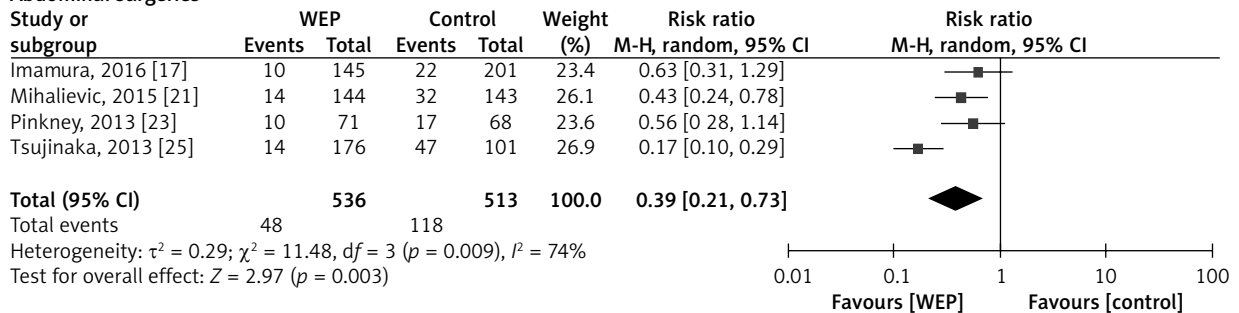 Study or WEP Control Weight Risk ratio Risk ratio
subgroup Events Total Events Total (%) M-H, random, 95% CI M-H, random, 95% CI
Imamura, 2016 [17] 10 145 22 201 23.4 0.63 [0.31, 1.29]
Mihalievic, 2015 [21] 14 144 32 143 26.1 0.43 [0.24, 0.78]
Pinkney, 2013 [23] 10 71 17 68 23.6 0.56 [0 28, 1.14]
Tsujinaka, 2013 [25] 14 176 47 101 26.9 0.17 [0.10, 0.29]
Total (95% CI) 536 513 100.0 0.39 [0.21, 0.73]
Total events 48 118
Heterogeneity: τ² = 0.29; χ² = 11.48, df = 3 (p = 0.009), I² = 74%
Test for overall effect: Z = 2.97 (p = 0.003)
0.01 0.1 1 10 100
Favours [WEP] Favours [control]